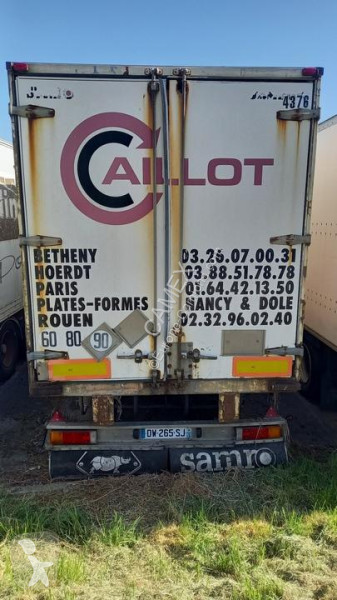 SAMRO
4376
CAILLOT
BETHENY 03.26.07.00.31
HOERDT 03.88.51.78.78
PARIS 01.64.42.13.50
PLATES-FORMES NANCY & DOLE
ROUEN 02.32.96.02.40
60 80 90
DW-265-SJ
samro